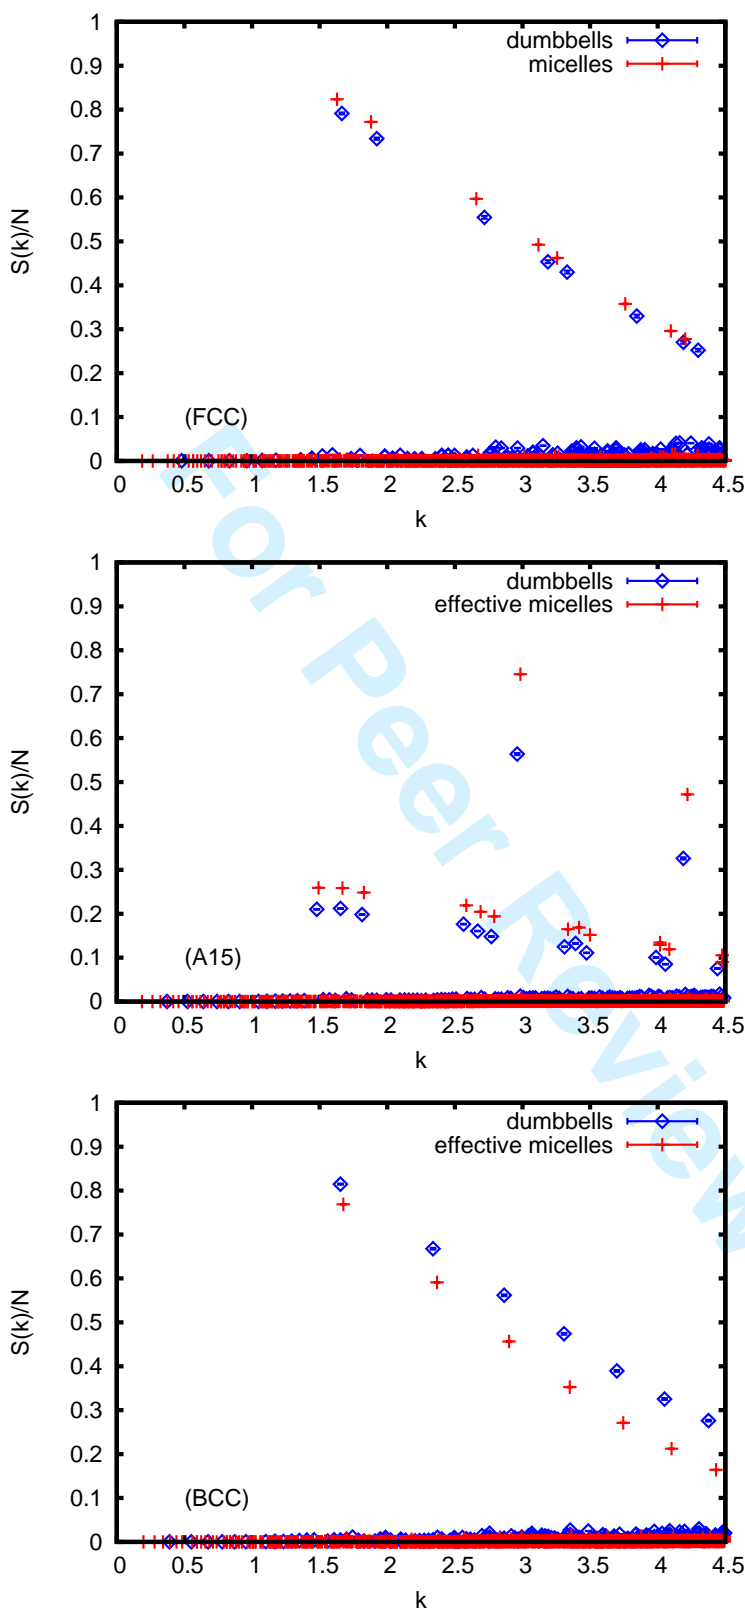 1
0.9
0.8
0.7
0.6
0.5
0.4
0.3
0.2
0.1
0
S(k)/N
dumbbells
micelles
(FCC)
0 0.5 1 1.5 2 2.5 3 3.5 4 4.5
k
1
0.9
0.8
0.7
0.6
0.5
0.4
0.3
0.2
0.1
0
S(k)/N
dumbbells
effective micelles
(A15)
0 0.5 1 1.5 2 2.5 3 3.5 4 4.5
k
1
0.9
0.8
0.7
0.6
0.5
0.4
0.3
0.2
0.1
0
S(k)/N
dumbbells
effective micelles
(BCC)
0 0.5 1 1.5 2 2.5 3 3.5 4 4.5
k
For Peer Review